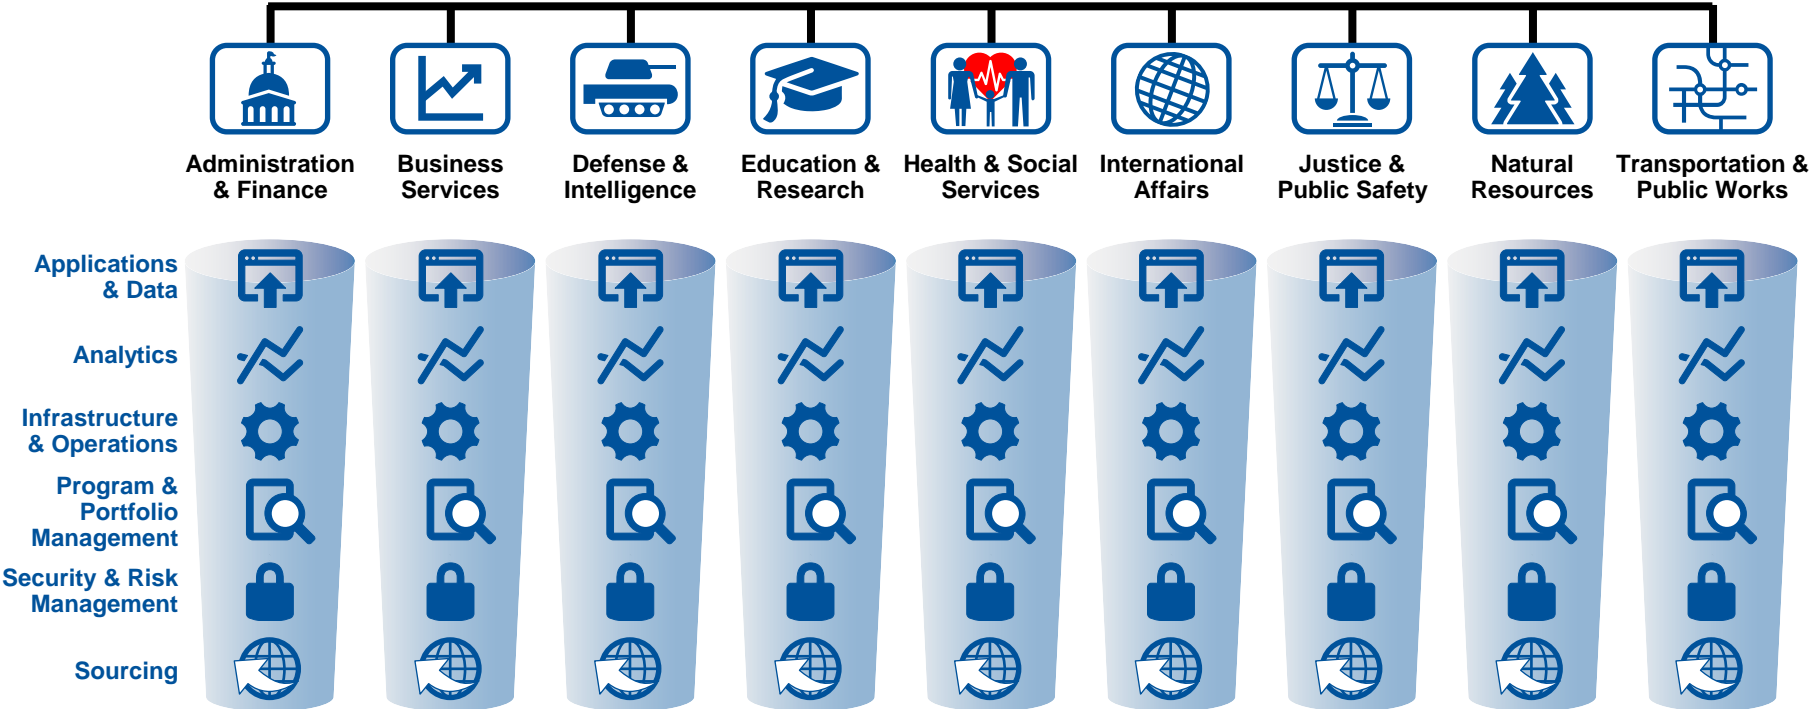 Administration
& Finance
Business
Services
Defense &
Intelligence
Education &
Research
Health & Social
Services
International
Affairs
Justice &
Public Safety
Natural
Resources
Transportation &
Public Works
Applications
& Data
Analytics
Infrastructure
& Operations
Program &
Portfolio
Management
Security & Risk
Management
Sourcing